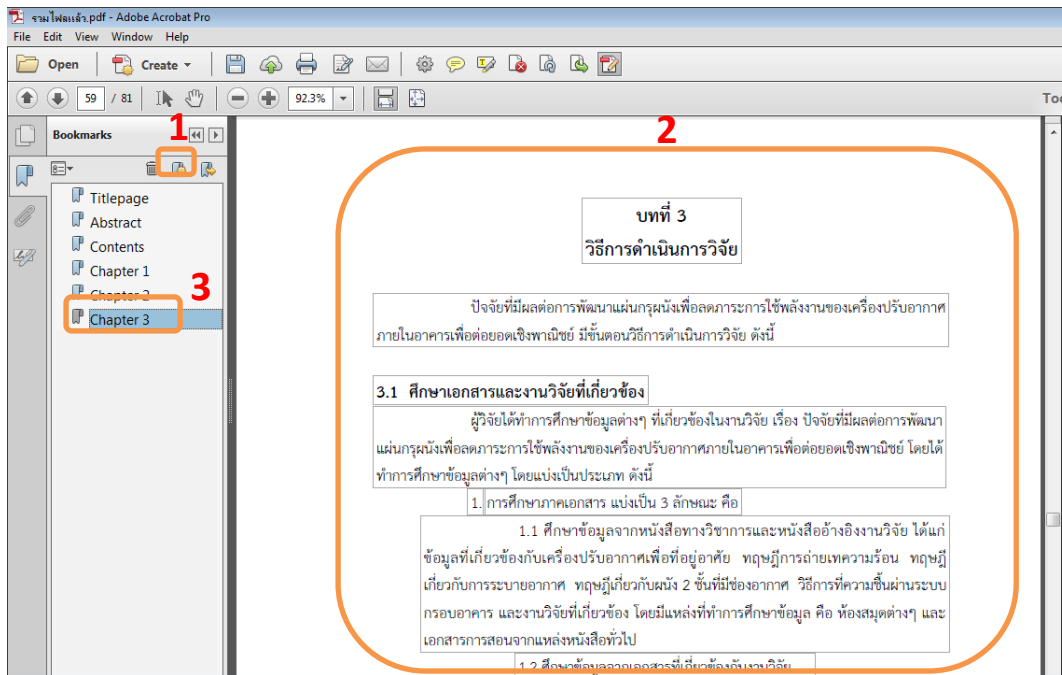 รวมไฟลแล้ว.pdf - Adobe Acrobat Pro
File Edit View Window Help
Open Create
59 / 81 92.3% Too
Bookmarks
1
2
Titlepage
Abstract
Contents
Chapter 1
Chapter 2
3
Chapter 3
บทที่ 3
วิธีการดำเนินการวิจัย
ปัจจัยที่มีผลต่อการพัฒนาแผ่นกรุผนังเพื่อลดภาระการใช้พลังงานของเครื่องปรับอากาศ
ภายในอาคารเพื่อต่อยอดเชิงพาณิชย์ มีขั้นตอนวิธีการดำเนินการวิจัย ดังนี้
3.1 ศึกษาเอกสารและงานวิจัยที่เกี่ยวข้อง
ผู้วิจัยได้ทำการศึกษาข้อมูลต่างๆ ที่เกี่ยวข้องในงานวิจัย เรื่อง ปัจจัยที่มีผลต่อการพัฒนา
แผ่นกรุผนังเพื่อลดภาระการใช้พลังงานของเครื่องปรับอากาศภายในอาคารเพื่อต่อยอดเชิงพาณิชย์ โดยได้
ทำการศึกษาข้อมูลต่างๆ โดยแบ่งเป็นประเภท ดังนี้
1. การศึกษาภาคเอกสาร แบ่งเป็น 3 ลักษณะ คือ
1.1 ศึกษาข้อมูลจากหนังสือทางวิชาการและหนังสืออ้างอิงงานวิจัย ได้แก่
ข้อมูลที่เกี่ยวข้องกับเครื่องปรับอากาศเพื่อที่อยู่อาศัย ทฤษฎีการถ่ายเทความร้อน ทฤษฎี
เกี่ยวกับการระบายอากาศ ทฤษฎีเกี่ยวกับผนัง 2 ชั้นที่มีช่องอากาศ วิธีการที่ความชื้นผ่านระบบ
กรอบอาคาร และงานวิจัยที่เกี่ยวข้อง โดยมีแหล่งที่ทำการศึกษาข้อมูล คือ ห้องสมุดต่างๆ และ
เอกสารการสอนจากแหล่งหนังสือทั่วไป
1.2 ศึกษาข้อมูลจากเอกสารที่เกี่ยวข้องกับงานวิจัย